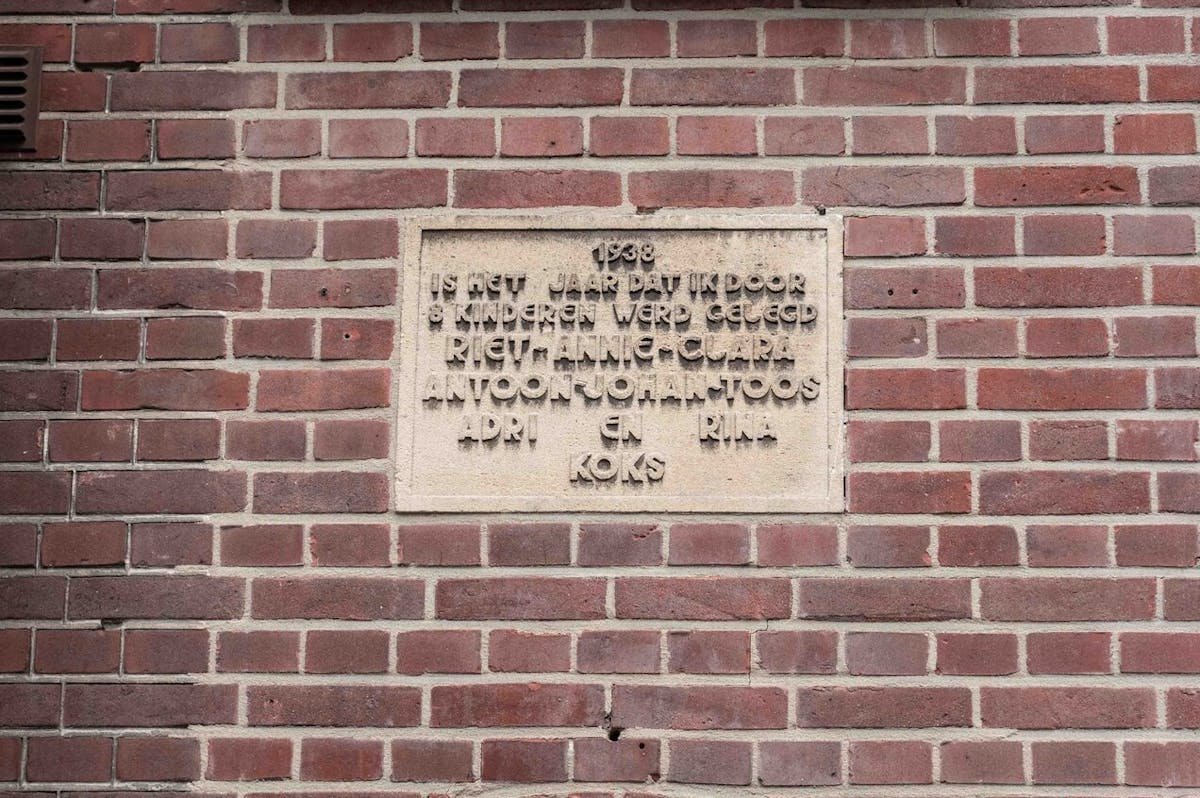 1938
IS HET JAAR DAT IK DOOR
8 KINDEREN WERD GELEGD
RIET-ANNIE-CLARA
ANTOON-JOHAN-TOOS
ADRI EN RINA
KOKS